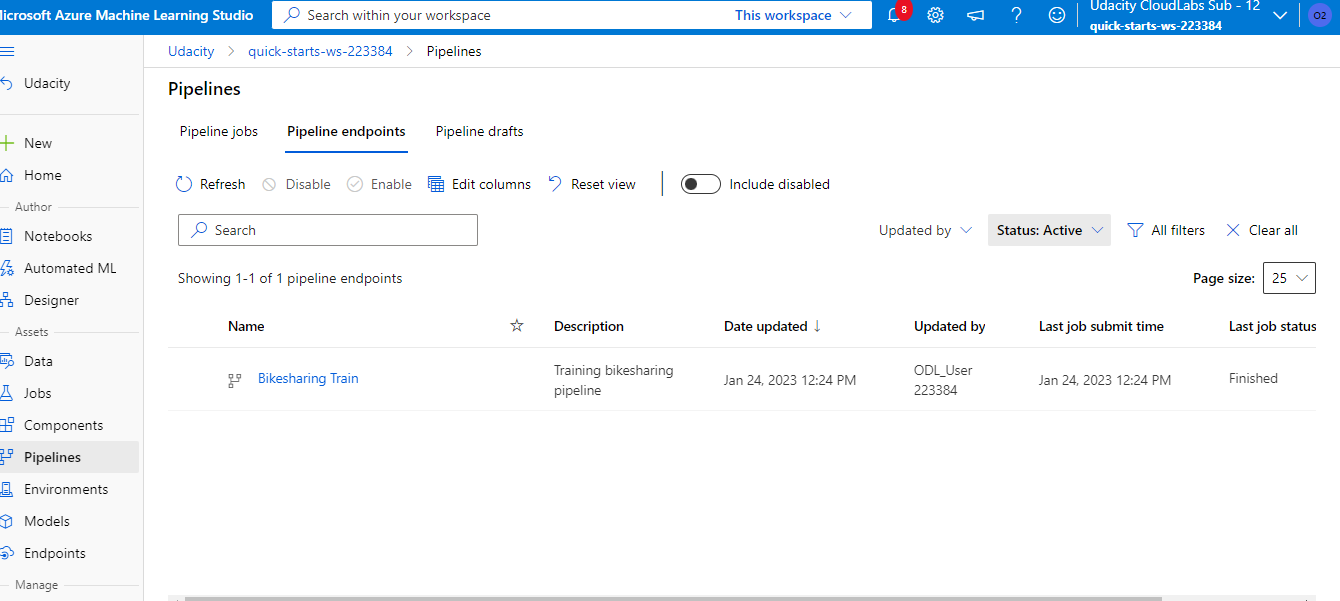 Microsoft Azure Machine Learning Studio
Search within your workspace
This workspace
8
Udacity CloudLabs Sub - 12
quick-starts-ws-223384
O2
Udacity > quick-starts-ws-223384 > Pipelines
Udacity
New
Home
Author
Notebooks
Automated ML
Designer
Assets
Data
Jobs
Components
Pipelines
Environments
Models
Endpoints
Manage
Pipelines
Pipeline jobs
Pipeline endpoints
Pipeline drafts
Refresh
Disable
Enable
Edit columns
Reset view
Include disabled
Search
Updated by
Status: Active
All filters
Clear all
Showing 1-1 of 1 pipeline endpoints
Page size:
25
Name
Description
Date updated ↓
Updated by
Last job submit time
Last job status
Bikesharing Train
Training bikesharing
pipeline
Jan 24, 2023 12:24 PM
ODL_User
223384
Jan 24, 2023 12:24 PM
Finished